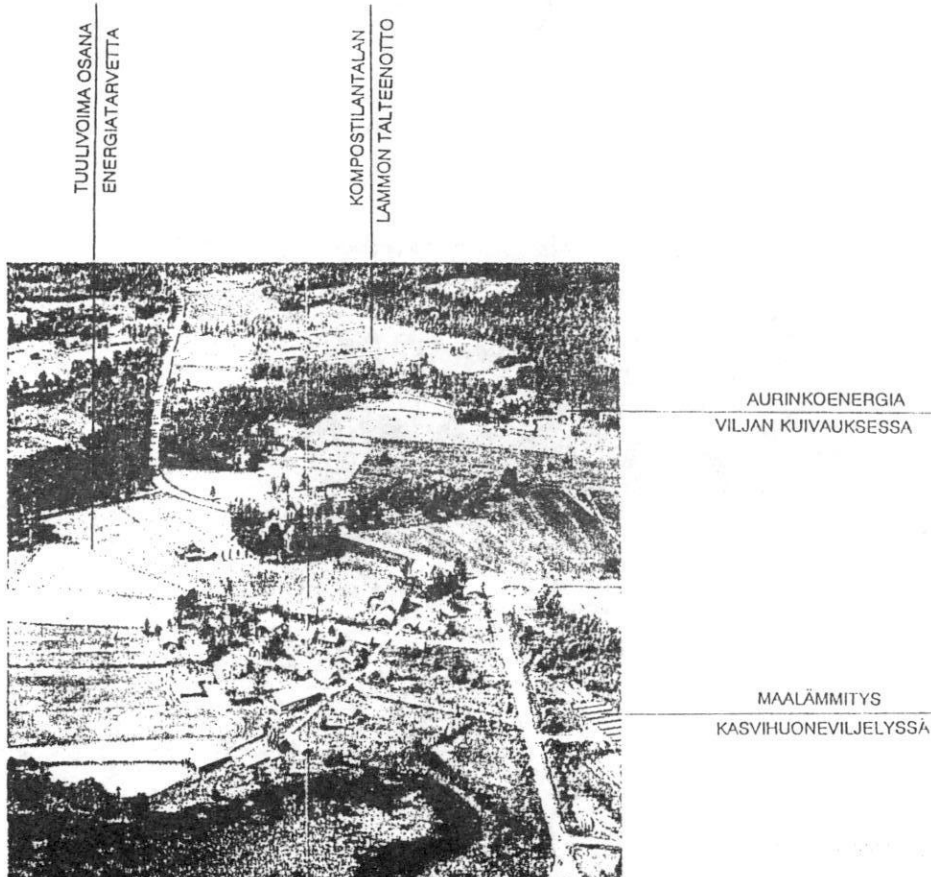 TUULIVOIMA OSANA
ENERGIATARVETTA
KOMPOSTILANTALAN
LAMMON TALTEENOTTO
AURINKOENERGIA
VILJAN KUIVAUKSESSA
MAALÄMMITYS
KASVIHUONEVILJELYSSÄ